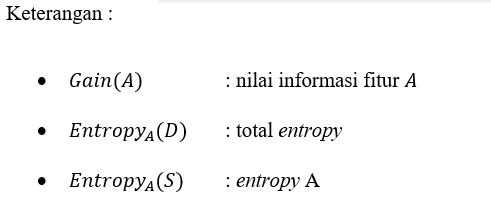 Keterangan :
• 𝐺𝑎𝑖𝑛(𝐴) : nilai informasi fitur 𝐴
• 𝐸𝑛𝑡𝑟𝑜𝑝𝑦_A(𝐷) : total entropy
• 𝐸𝑛𝑡𝑟𝑜𝑝𝑦_A(𝑆) : entropy A